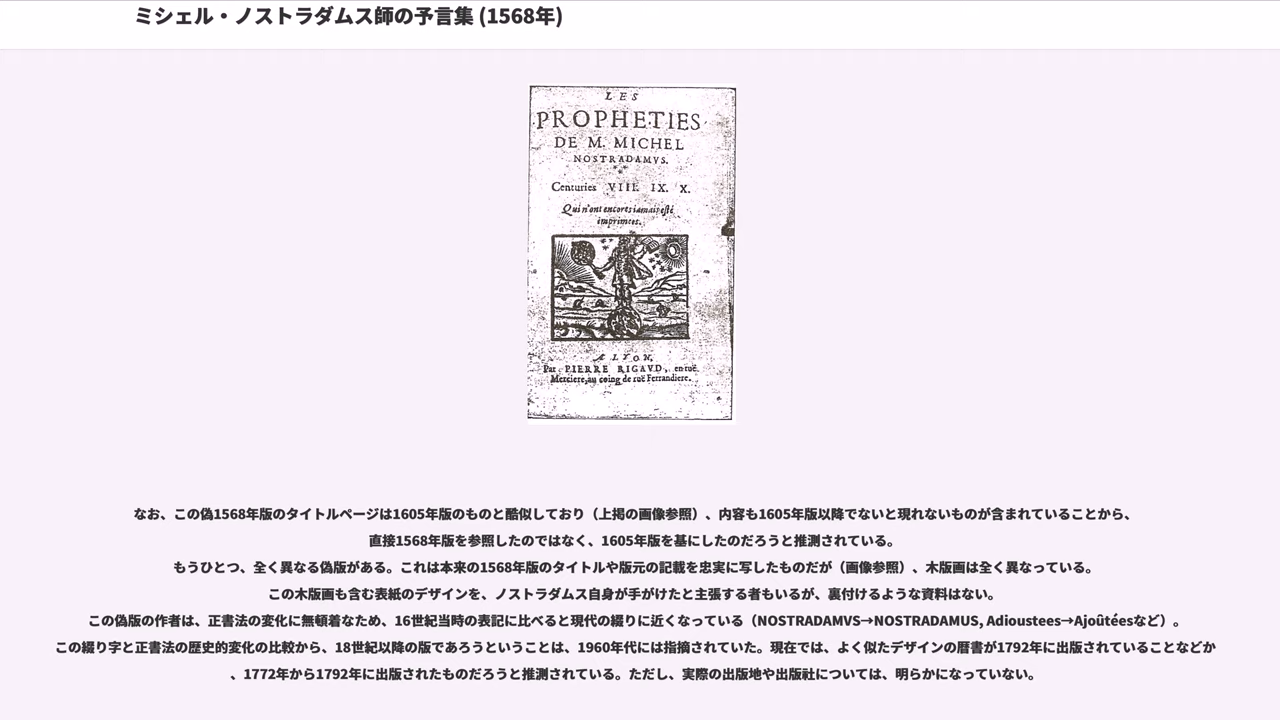 ミシェル・ノストラダムス師の予言集 (1568年)
LES
PROPHETIES
DE M. MICHEL
NOSTRADAMVS.
Centuries VIII. IX. X.
Qui n'ont encores iamais esté
imprimees.
A LYON,
Par PIERRE RIGAVD, en ruë
Merciere, au coing de ruë Ferrandiere.
なお、この偽1568年版のタイトルページは1605年版のものと酷似しており（上掲の画像参照）、内容も1605年版以降でないと現れないものが含まれていることから、
直接1568年版を参照したのではなく、1605年版を基にしたのだろうと推測されている。
もうひとつ、全く異なる偽版がある。これは本来の1568年版のタイトルや版元の記載を忠実に写したものだが（画像参照）、木版画は全く異なっている。
この木版画も含む表紙のデザインを、ノストラダムス自身が手がけたと主張する者もいるが、裏付けるような資料はない。
この偽版の作者は、正書法の変化に無頓着なため、16世紀当時の表記に比べると現代の綴りに近くなっている（NOSTRADAMVS→NOSTRADAMUS, Adioustees→Ajoûtéesなど）。
この綴り字と正書法の歴史的変化の比較から、18世紀以降の版であろうということは、1960年代には指摘されていた。現在では、よく似たデザインの暦書が1792年に出版されていることなどか
、1772年から1792年に出版されたものだろうと推測されている。ただし、実際の出版地や出版社については、明らかになっていない。